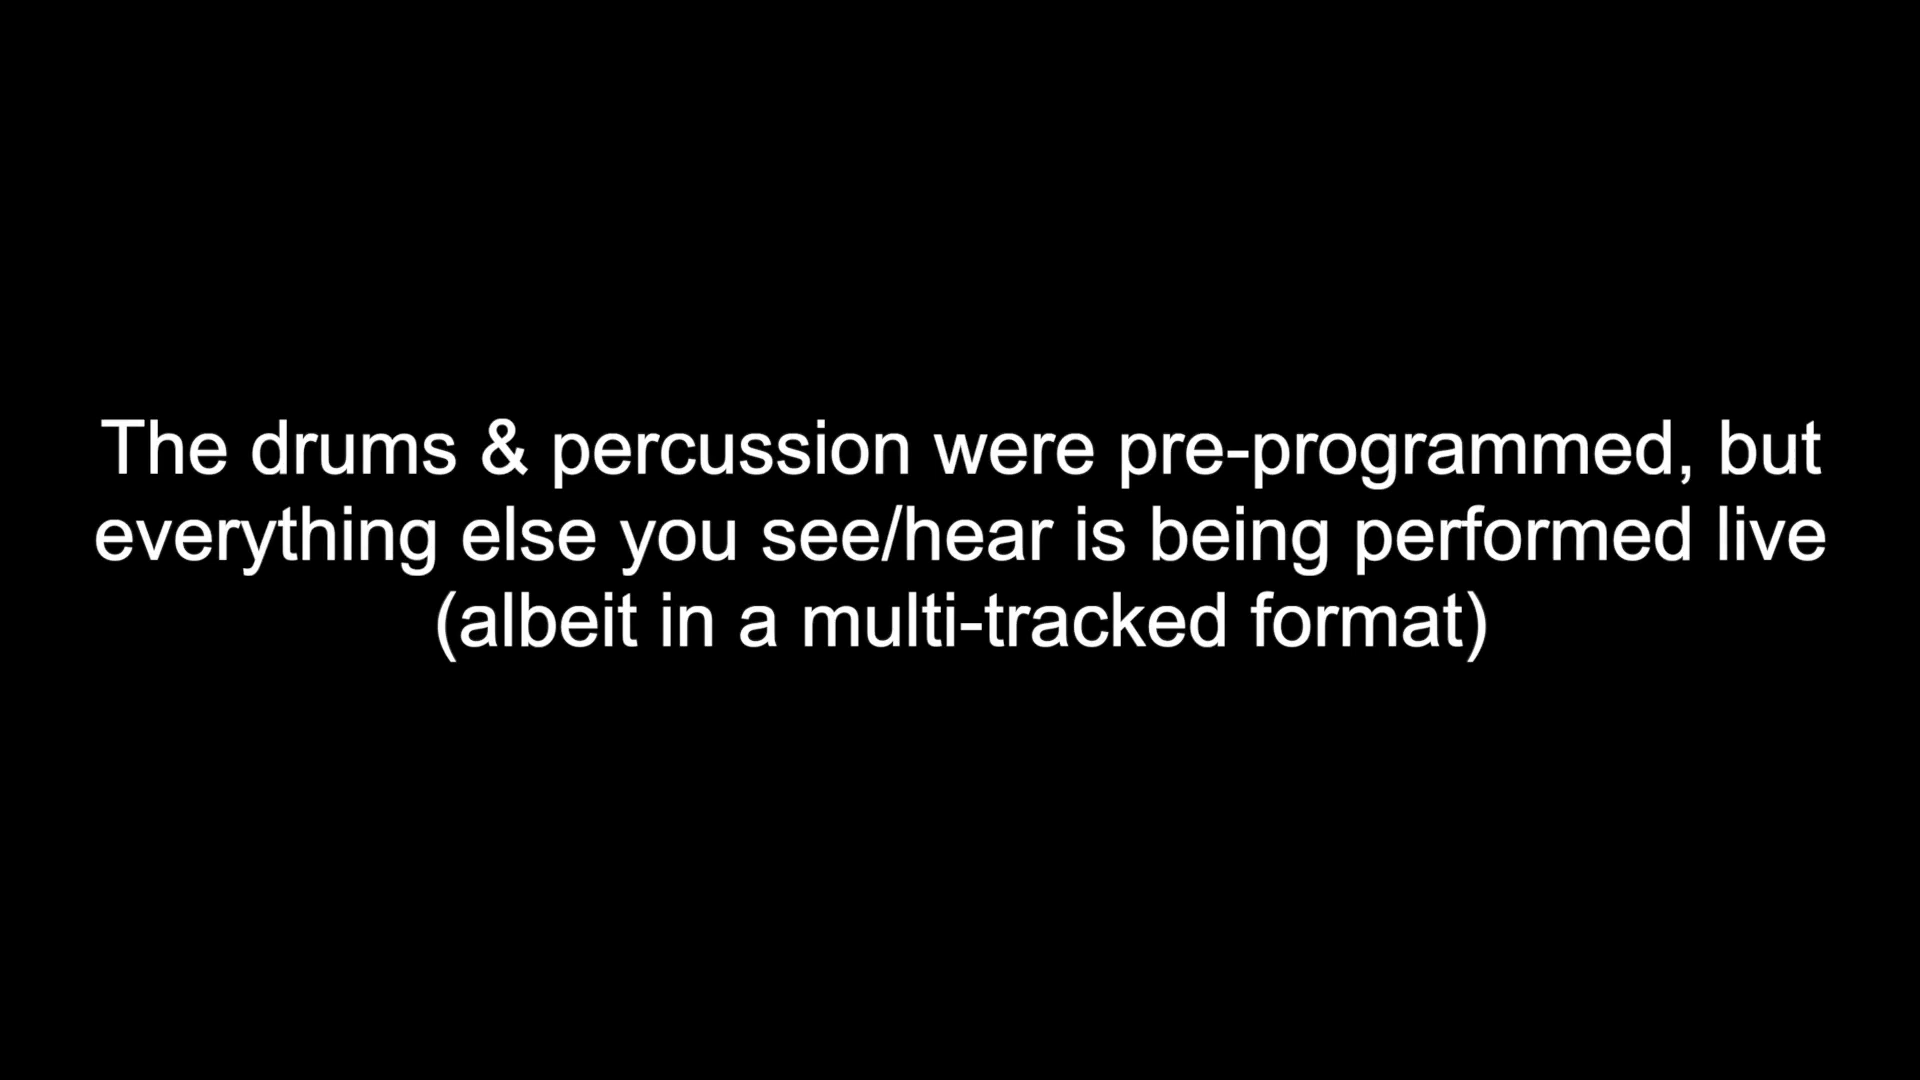 The drums & percussion were pre-programmed, but
everything else you see/hear is being performed live
(albeit in a multi-tracked format)